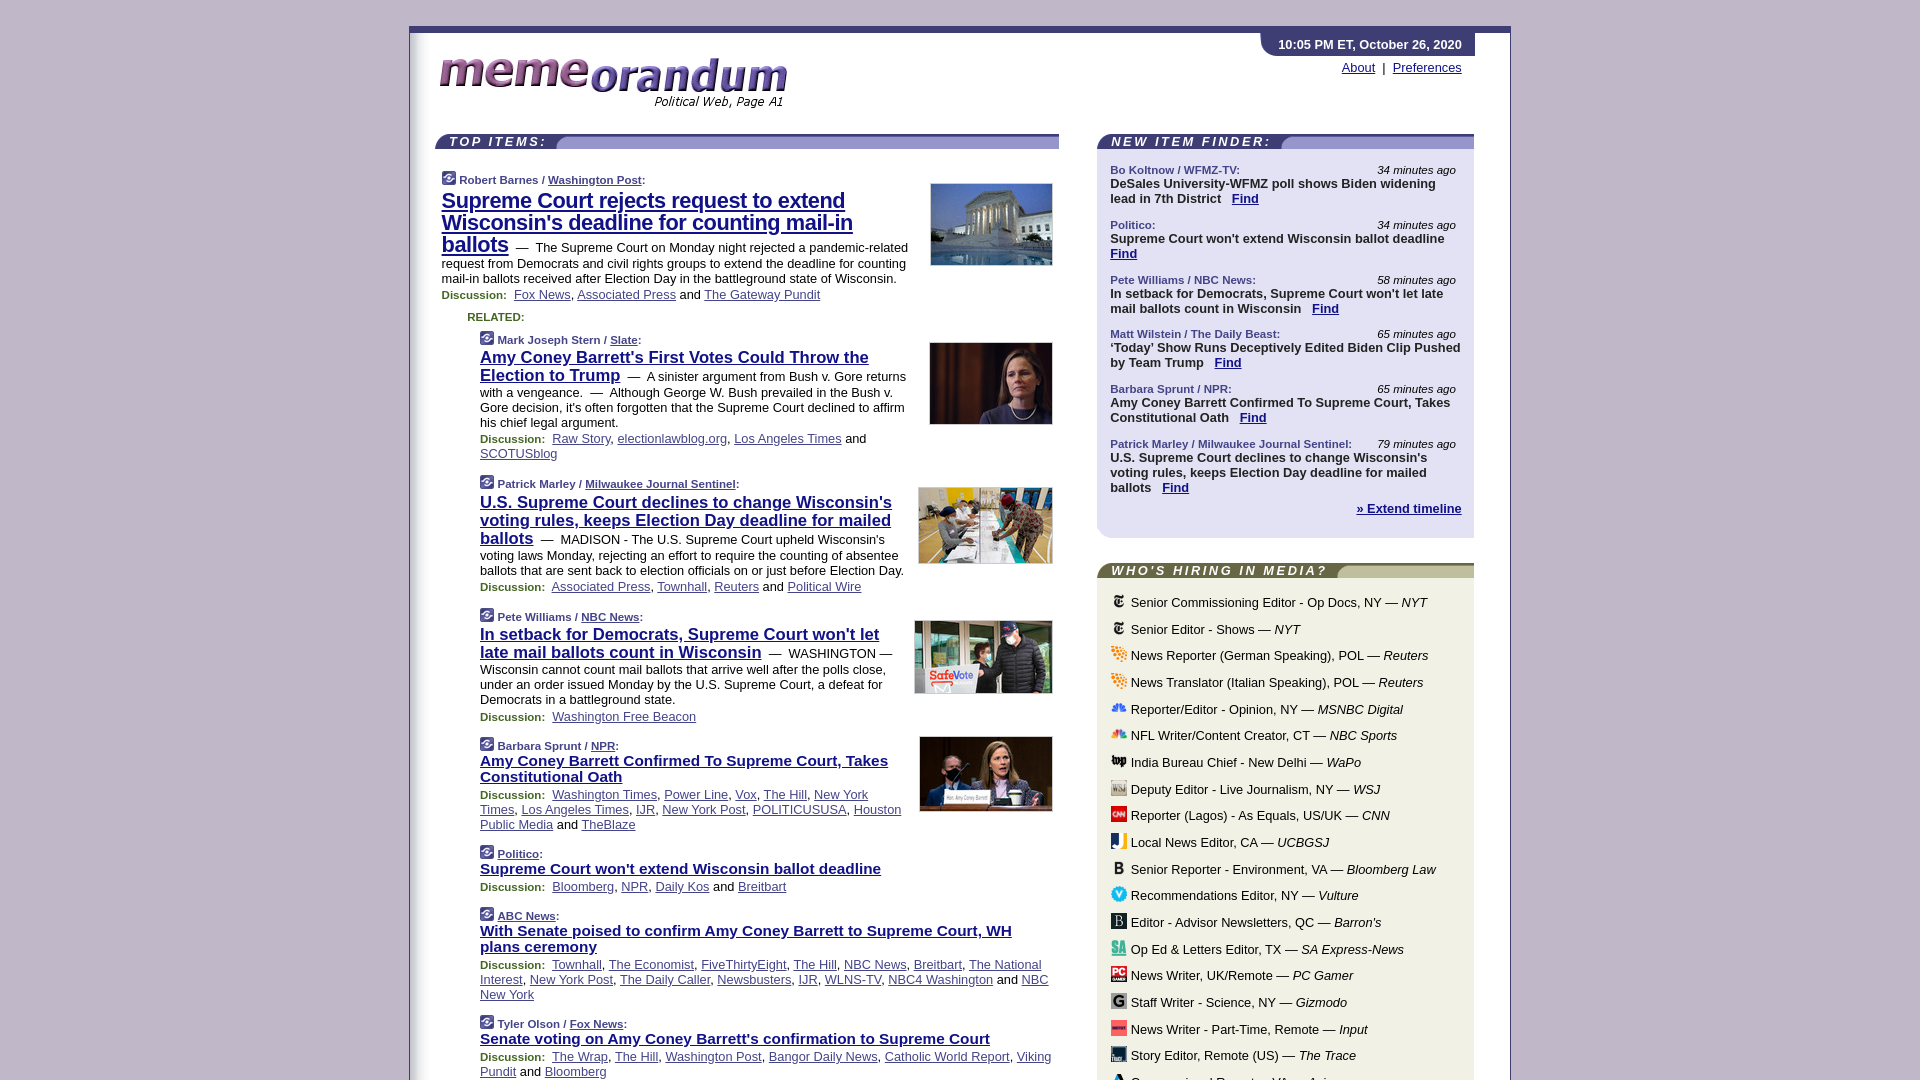 10:05 PM ET, October 26, 2020
About | Preferences
memeorandum
Political Web, Page A1
TOP ITEMS:
Robert Barnes / Washington Post:
Supreme Court rejects request to extend
Wisconsin's deadline for counting mail-in
ballots — The Supreme Court on Monday night rejected a pandemic-related
request from Democrats and civil rights groups to extend the deadline for counting
mail-in ballots received after Election Day in the battleground state of Wisconsin.
Discussion: Fox News, Associated Press and The Gateway Pundit
RELATED:
Mark Joseph Stern / Slate:
Amy Coney Barrett's First Votes Could Throw the
Election to Trump — A sinister argument from Bush v. Gore returns
with a vengeance. — Although George W. Bush prevailed in the Bush v.
Gore decision, it's often forgotten that the Supreme Court declined to affirm
his chief legal argument.
Discussion: Raw Story, electionlawblog.org, Los Angeles Times and
SCOTUSblog
Patrick Marley / Milwaukee Journal Sentinel:
U.S. Supreme Court declines to change Wisconsin's
voting rules, keeps Election Day deadline for mailed
ballots — MADISON - The U.S. Supreme Court upheld Wisconsin's
voting laws Monday, rejecting an effort to require the counting of absentee
ballots that are sent back to election officials on or just before Election Day.
Discussion: Associated Press, Townhall, Reuters and Political Wire
Pete Williams / NBC News:
In setback for Democrats, Supreme Court won't let
late mail ballots count in Wisconsin — WASHINGTON —
Wisconsin cannot count mail ballots that arrive well after the polls close,
under an order issued Monday by the U.S. Supreme Court, a defeat for
Democrats in a battleground state.
Discussion: Washington Free Beacon
SafeVote
Barbara Sprunt / NPR:
Amy Coney Barrett Confirmed To Supreme Court, Takes
Constitutional Oath
Discussion: Washington Times, Power Line, Vox, The Hill, New York
Times, Los Angeles Times, IJR, New York Post, POLITICUSUSA, Houston
Public Media and TheBlaze
Hon. Amy Coney Barrett
Politico:
Supreme Court won't extend Wisconsin ballot deadline
Discussion: Bloomberg, NPR, Daily Kos and Breitbart
ABC News:
With Senate poised to confirm Amy Coney Barrett to Supreme Court, WH
plans ceremony
Discussion: Townhall, The Economist, FiveThirtyEight, The Hill, NBC News, Breitbart, The National
Interest, New York Post, The Daily Caller, Newsbusters, IJR, WLNS-TV, NBC4 Washington and NBC
New York
Tyler Olson / Fox News:
Senate voting on Amy Coney Barrett's confirmation to Supreme Court
Discussion: The Wrap, The Hill, Washington Post, Bangor Daily News, Catholic World Report, Viking
Pundit and Bloomberg
NEW ITEM FINDER:
Bo Koltnow / WFMZ-TV: 34 minutes ago
DeSales University-WFMZ poll shows Biden widening
lead in 7th District Find
Politico: 34 minutes ago
Supreme Court won't extend Wisconsin ballot deadline
Find
Pete Williams / NBC News: 58 minutes ago
In setback for Democrats, Supreme Court won't let late
mail ballots count in Wisconsin Find
Matt Wilstein / The Daily Beast: 65 minutes ago
‘Today’ Show Runs Deceptively Edited Biden Clip Pushed
by Team Trump Find
Barbara Sprunt / NPR: 65 minutes ago
Amy Coney Barrett Confirmed To Supreme Court, Takes
Constitutional Oath Find
Patrick Marley / Milwaukee Journal Sentinel: 79 minutes ago
U.S. Supreme Court declines to change Wisconsin's
voting rules, keeps Election Day deadline for mailed
ballots Find
» Extend timeline
WHO'S HIRING IN MEDIA?
Senior Commissioning Editor - Op Docs, NY — NYT
Senior Editor - Shows — NYT
News Reporter (German Speaking), POL — Reuters
News Translator (Italian Speaking), POL — Reuters
Reporter/Editor - Opinion, NY — MSNBC Digital
NFL Writer/Content Creator, CT — NBC Sports
wp India Bureau Chief - New Delhi — WaPo
WSJ Deputy Editor - Live Journalism, NY — WSJ
CNN Reporter (Lagos) - As Equals, US/UK — CNN
Local News Editor, CA — UCBGSJ
B Senior Reporter - Environment, VA — Bloomberg Law
Recommendations Editor, NY — Vulture
B Editor - Advisor Newsletters, QC — Barron's
SA Op Ed & Letters Editor, TX — SA Express-News
PC GAMER News Writer, UK/Remote — PC Gamer
G Staff Writer - Science, NY — Gizmodo
News Writer - Part-Time, Remote — Input
Story Editor, Remote (US) — The Trace